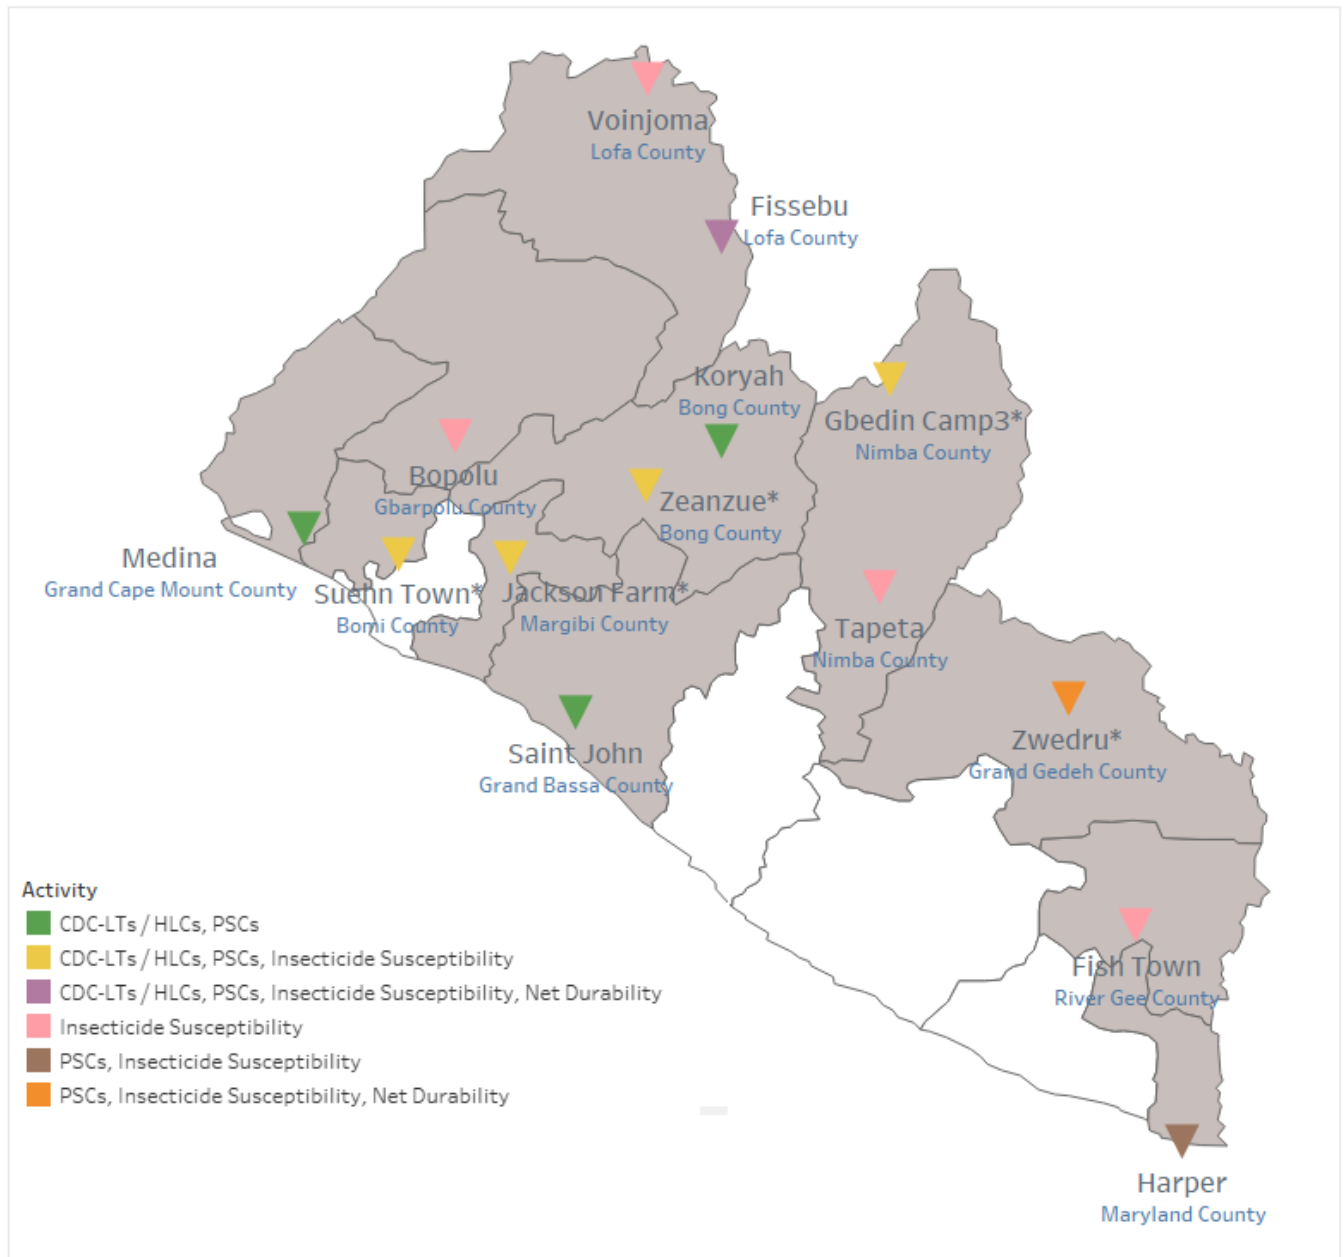 Voinjoma
Lofa County
Fissebu
Lofa County
Koryah
Bong County
Gbedin Camp3*
Nimba County
Bopolu
Gbarpolu County
Zeanzue*
Bong County
Medina
Grand Cape Mount County
Suehn Town*
Bomi County
Jackson Farm*
Margibi County
Tapeta
Nimba County
Saint John
Grand Bassa County
Zwedru*
Grand Gedeh County
Activity
CDC-LTs / HLCs, PSCs
CDC-LTs / HLCs, PSCs, Insecticide Susceptibility
CDC-LTs / HLCs, PSCs, Insecticide Susceptibility, Net Durability
Insecticide Susceptibility
PSCs, Insecticide Susceptibility
PSCs, Insecticide Susceptibility, Net Durability
Fish Town
River Gee County
Harper
Maryland County